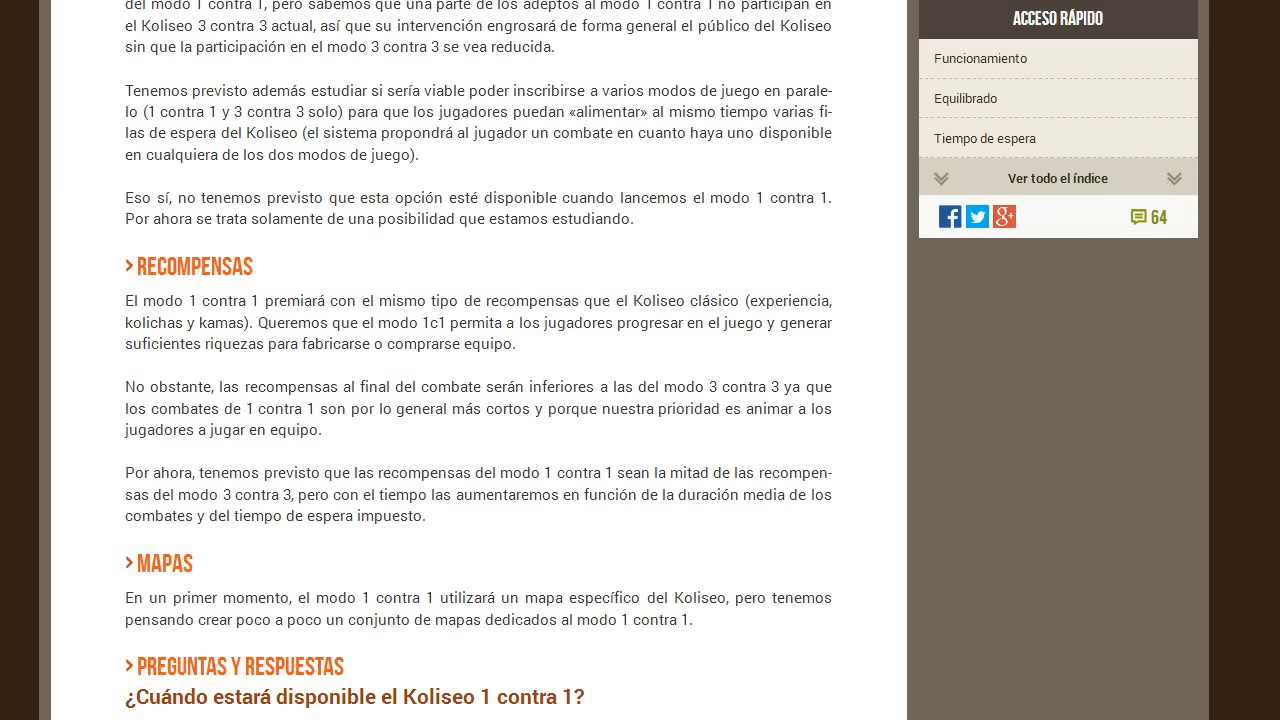 del modo 1 contra 1, pero sabemos que una parte de los adeptos al modo 1 contra 1 no participan en
el Koliseo 3 contra 3 actual, así que su intervención engrosará de forma general el público del Koliseo
sin que la participación en el modo 3 contra 3 se vea reducida.
Tenemos previsto además estudiar si sería viable poder inscribirse a varios modos de juego en parale-
lo (1 contra 1 y 3 contra 3 solo) para que los jugadores puedan «alimentar» al mismo tiempo varias fi-
las de espera del Koliseo (el sistema propondrá al jugador un combate en cuanto haya uno disponible
en cualquiera de los dos modos de juego).
Eso sí, no tenemos previsto que esta opción esté disponible cuando lancemos el modo 1 contra 1.
Por ahora se trata solamnte de una posibilidad que estamos estudiando.
> RECOMPENSAS
El modo 1 contra 1 premiará con el mismo tipo de recompensas que el Koliseo clásico (experiencia,
kolichas y kamas). Queremos que el modo 1c1 permita a los jugadores progresar en el juego y generar
suficientes riquezas para fabricarse o comprarse equipo.
No obstante, las recompensas al final del combate serán inferiores a las del modo 3 contra 3 ya que
los combates de 1 contra 1 son por lo general más cortos y porque nuestra prioridad es animar a los
jugadores a jugar en equipo.
Por ahora, tenemos previsto que las recompensas del modo 1 contra 1 sean la mitad de las recompen-
sas del modo 3 contra 3, pero con el tiempo las aumentaremos en función de la duración media de los
combates y del tiempo de espera impuesto.
> MAPAS
En un primer momento, el modo 1 contra 1 utilizará un mapa específico del Koliseo, pero tenemos
pensando crear poco a poco un conjunto de mapas dedicados al modo 1 contra 1.
> PREGUNTAS Y RESPUESTAS
¿Cuándo estará disponible el Koliseo 1 contra 1?
ACCESO RÁPIDO
Funcionamiento
Equilibrado
Tiempo de espera
Ver todo el índice
64